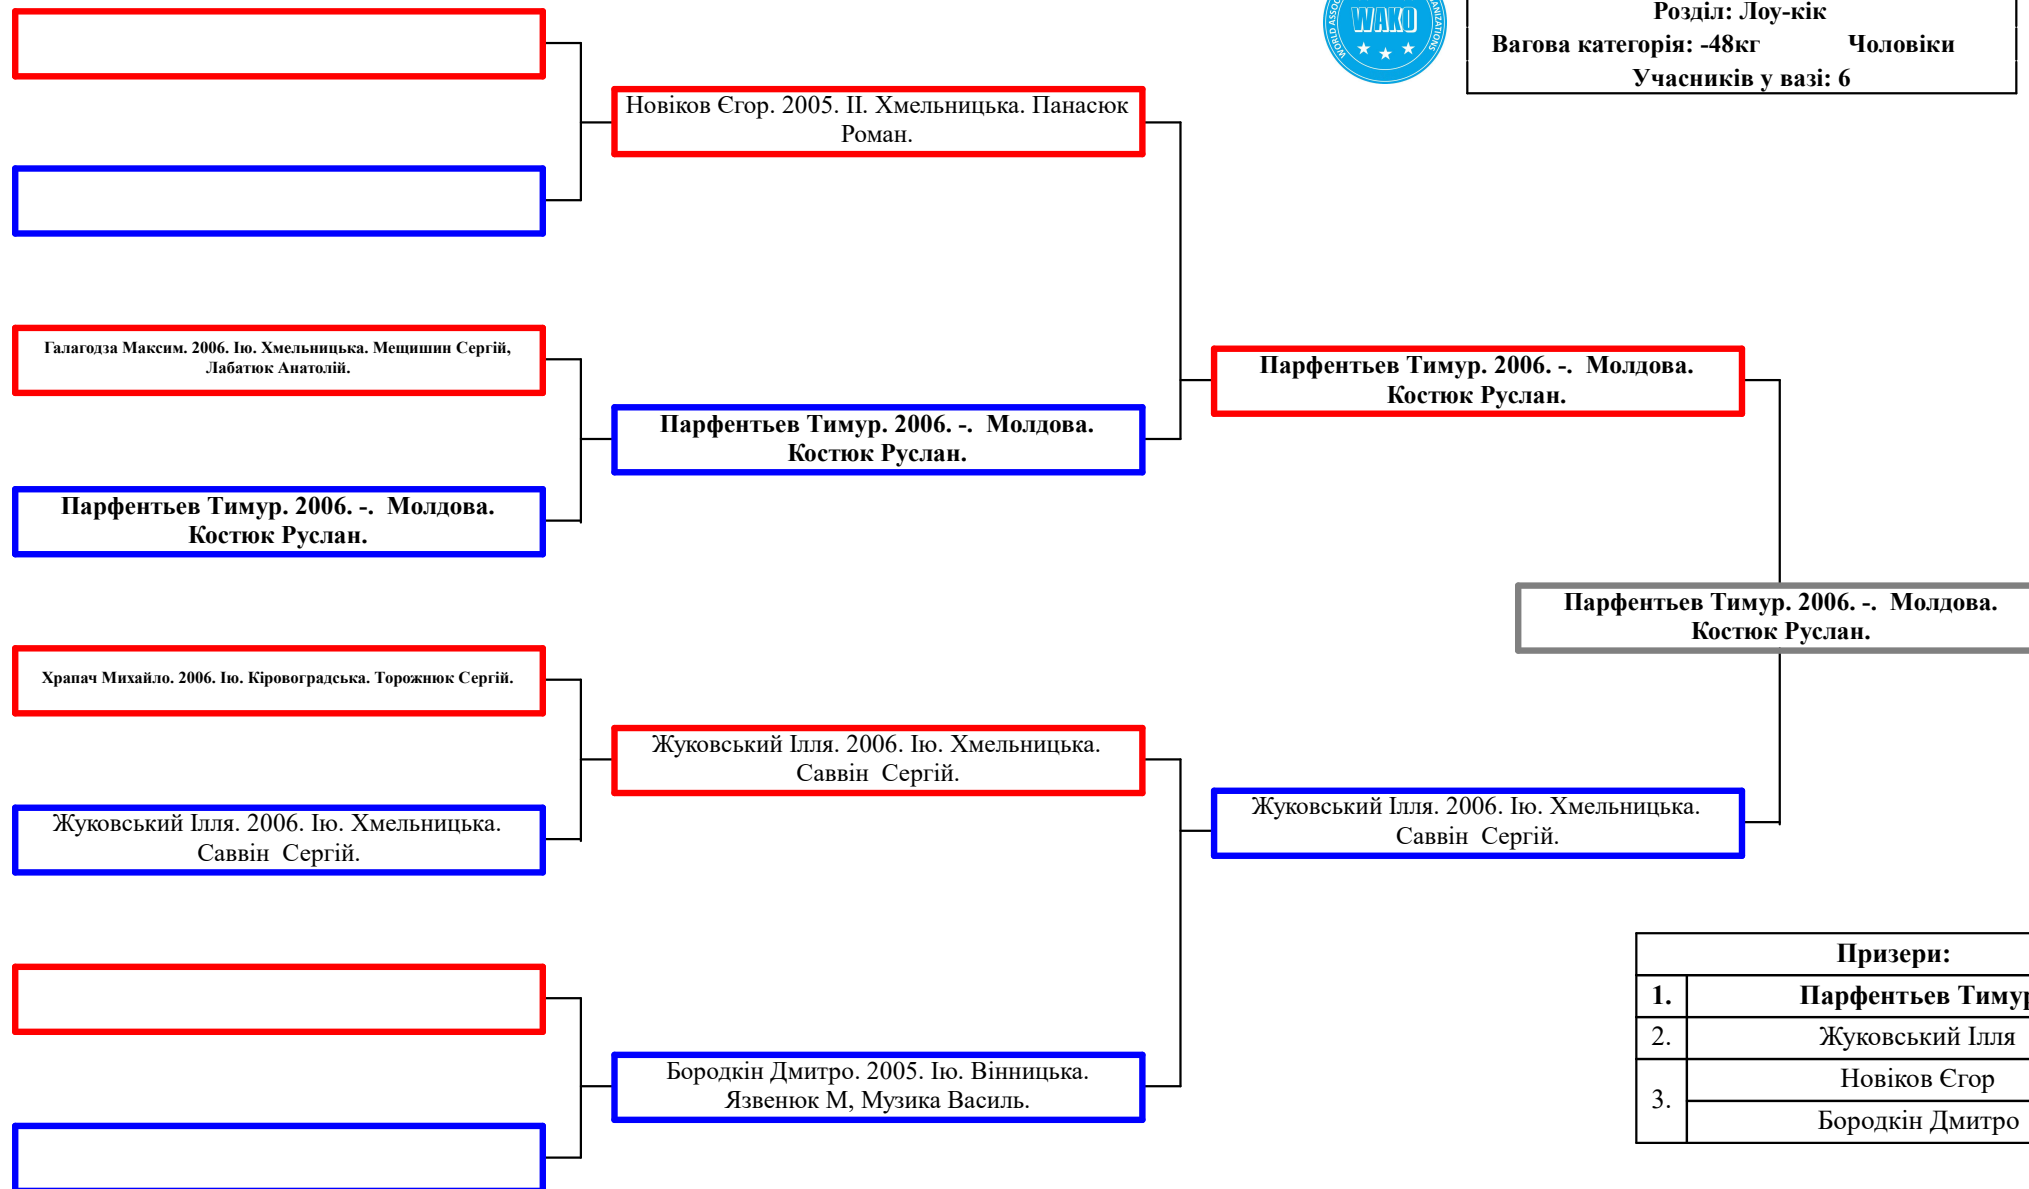 WAKO
Розділ: Лоу-кік
Вагова категорія: -48кг Чоловіки
Учасників у вазі: 6
Новіков Єгор. 2005. ІІ. Хмельницька. Панасюк
Роман.
Галагодза Максим. 2006. Ію. Хмельницька. Мещишин Сергій,
Лабатюк Анатолій.
Парфентьев Тимур. 2006. -. Молдова.
Костюк Руслан.
Парфентьев Тимур. 2006. -. Молдова.
Костюк Руслан.
Парфентьев Тимур. 2006. -. Молдова.
Костюк Руслан.
Парфентьев Тимур. 2006. -. Молдова.
Костюк Руслан.
Храпач Михайло. 2006. Ію. Кіровоградська. Торожнюк Сергій.
Жуковський Ілля. 2006. Ію. Хмельницька.
Саввін Сергій.
Жуковський Ілля. 2006. Ію. Хмельницька.
Саввін Сергій.
Жуковський Ілля. 2006. Ію. Хмельницька.
Саввін Сергій.
Бородкін Дмитро. 2005. Ію. Вінницька.
Язвенюк М, Музика Василь.
Призери:
1. Парфентьев Тимур
2. Жуковський Ілля
3. Новіков Єгор
Бородкін Дмитро